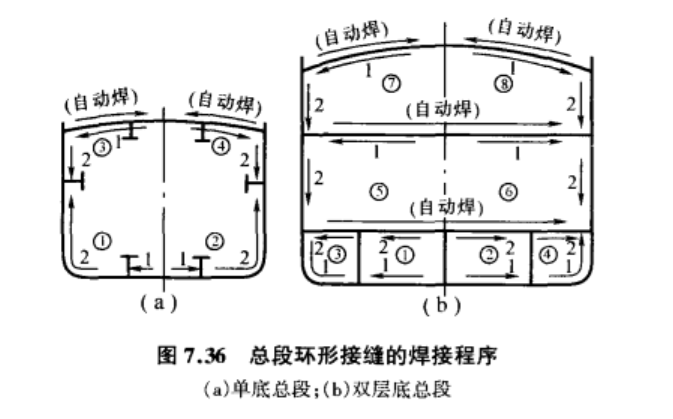 (自动焊) (自动焊)
③ 1 ④
2 2
① ②
2 1 1 2
(a)
(自动焊) (自动焊)
1 1
⑦ ⑧
2 2
(自动焊)
1 1
2 2
⑤ ⑥
(自动焊)
2 ③ 2 ① ② 2 ④ 2
1 1 1 1
(b)
图 7.36 总段环形接缝的焊接程序
(a)单底总段;(b)双层底总段